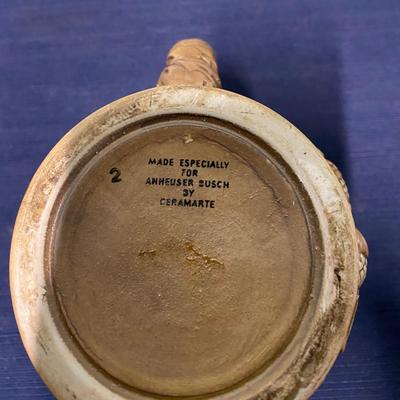 2
MADE ESPECIALLY
FOR
ANHEUSER BUSCH
BY
CERAMARTE